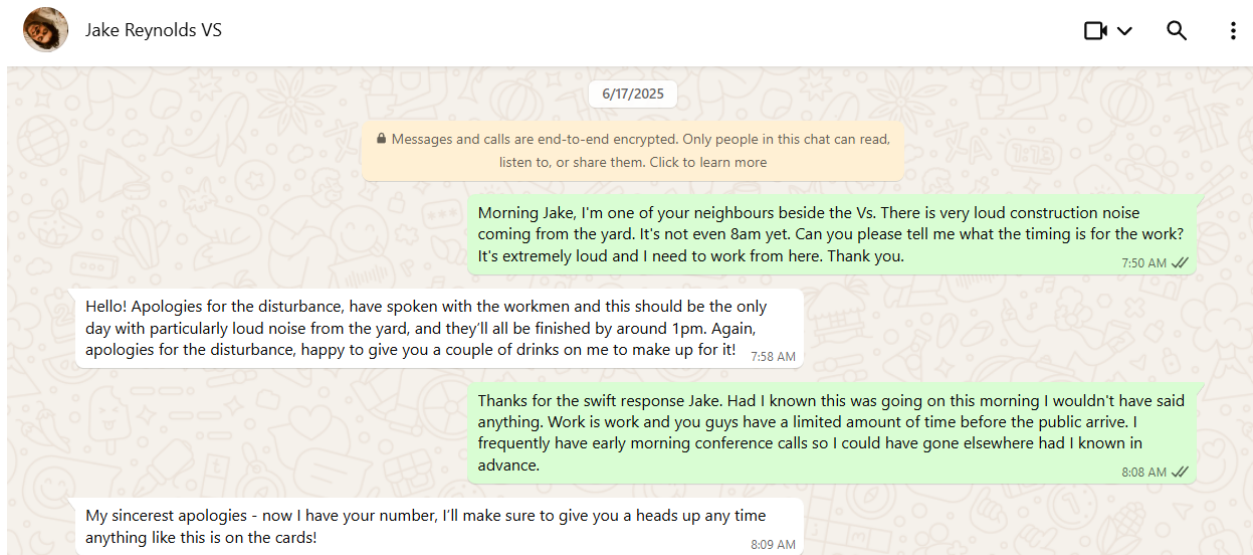 Jake Reynolds VS
6/17/2025
Messages and calls are end-to-end encrypted. Only people in this chat can read,
listen to, or share them. Click to learn more
Morning Jake, I'm one of your neighbours beside the Vs. There is very loud construction noise
coming from the yard. It's not even 8am yet. Can you please tell me what the timing is for the work?
It's extremely loud and I need to work from here. Thank you.
7:50 AM
Hello! Apologies for the disturbance, have spoken with the workmen and this should be the only
day with particularly loud noise from the yard, and they'll all be finished by around 1pm. Again,
apologies for the disturbance, happy to give you a couple of drinks on me to make up for it!
7:58 AM
Thanks for the swift response Jake. Had I known this was going on this morning I wouldn't have said
anything. Work is work and you guys have a limited amount of time before the public arrive. I
frequently have early morning conference calls so I could have gone elsewhere had I known in
advance.
8:08 AM
My sincerest apologies - now I have your number, I'll make sure to give you a heads up any time
anything like this is on the cards!
8:09 AM